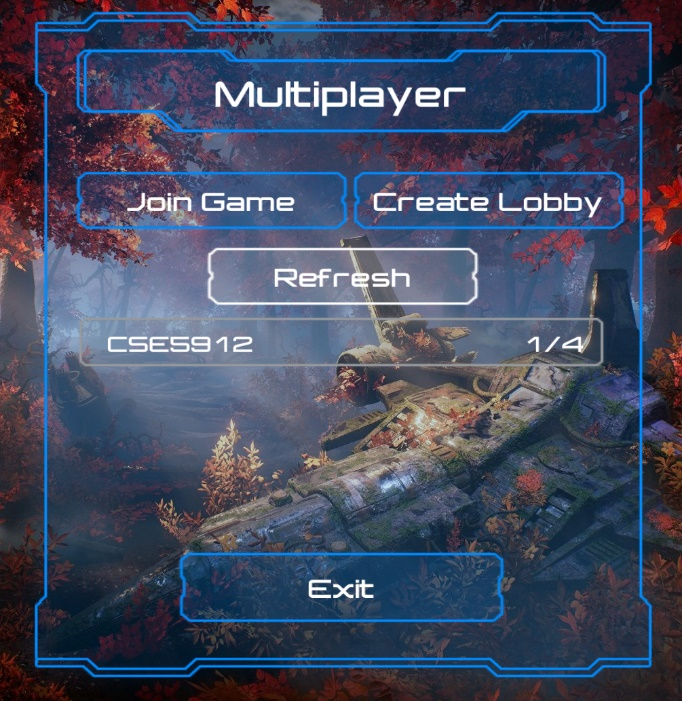 Multiplayer
Join Game Create Lobby
Refresh
CSE5912 1/4
Exit